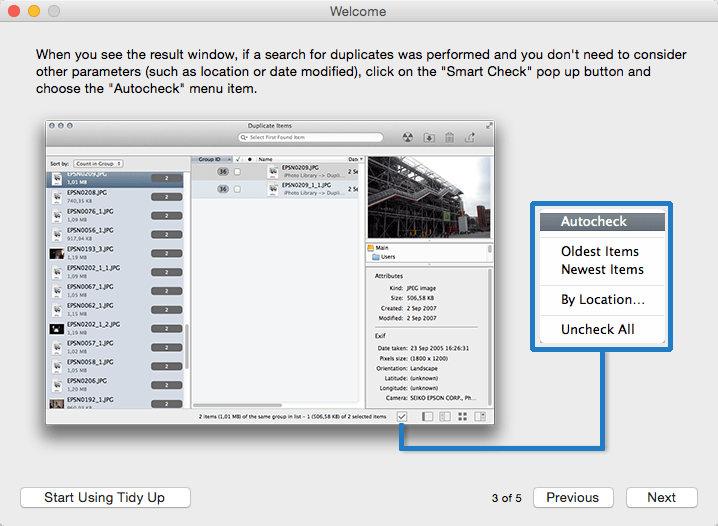 Welcome
When you see the result window, if a search for duplicates was performed and you don't need to consider
other parameters (such as location or date modified), click on the "Smart Check" pop up button and
choose the "Autocheck" menu item.
Duplicate Items
Select First Found Item
Sort by: Count in Group
Group ID ✓ Name Date
EPSN0209.JPG
1,01 MB 2
EPSN0208.JPG
740,35 KB 2
EPSN0076_1.JPG
1,09 MB 2
EPSN0056_1.JPG
917,94 KB 2
EPSN0193_3.JPG
1,19 MB 2
EPSN0202_1_1.JPG
1,09 MB 2
EPSN0067_1.JPG
1,05 MB 2
EPSN0062_1.JPG
1,15 MB 2
EPSN0202_1_2.JPG
1,19 MB 2
EPSN0057_1.JPG
1,02 MB 2
EPSN0058_1.JPG
1,05 MB 2
EPSN0206.JPG
1,20 MB 2
EPSN0192_1.JPG
2
36 EPSN0209.JPG 2 Sep
iPhoto Library -> Dupli...
36 EPSN0209_1_1.JPG 2 Sep
iPhoto Library -> Dupli...
Main
Users
Attributes
Kind: JPEG image
Size: 506,58 KB
Created: 2 Sep 2007
Modified: 2 Sep 2007
Exif
Date taken: 23 Sep 2005 16:26:31
Pixels size: (1800 x 1200)
Orientation: Landscape
Latitude: (unknown)
Longitude: (unknown)
Camera: SEIKO EPSON CORP., Ph...
2 items (1,01 MB) of the same group in list – 1 (506,58 KB) of 2 selected items
Autocheck
Oldest Items
Newest Items
By Location...
Uncheck All
Start Using Tidy Up
3 of 5
Previous
Next